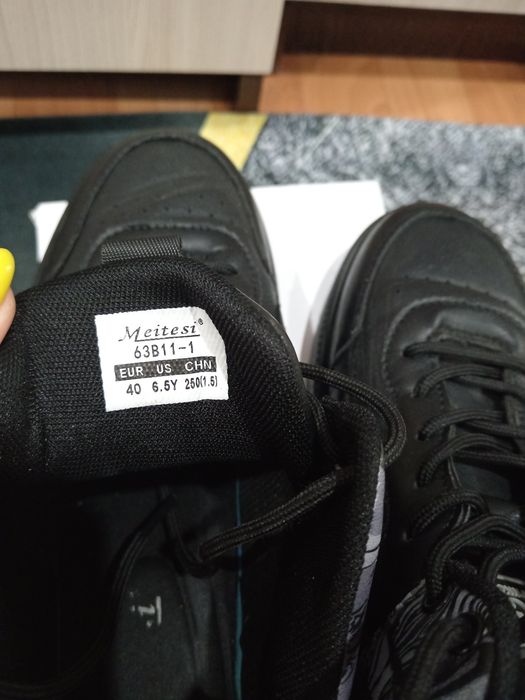 Meitesi®
63B11-1
EUR US CHN
40 6.5Y 250(1.5)